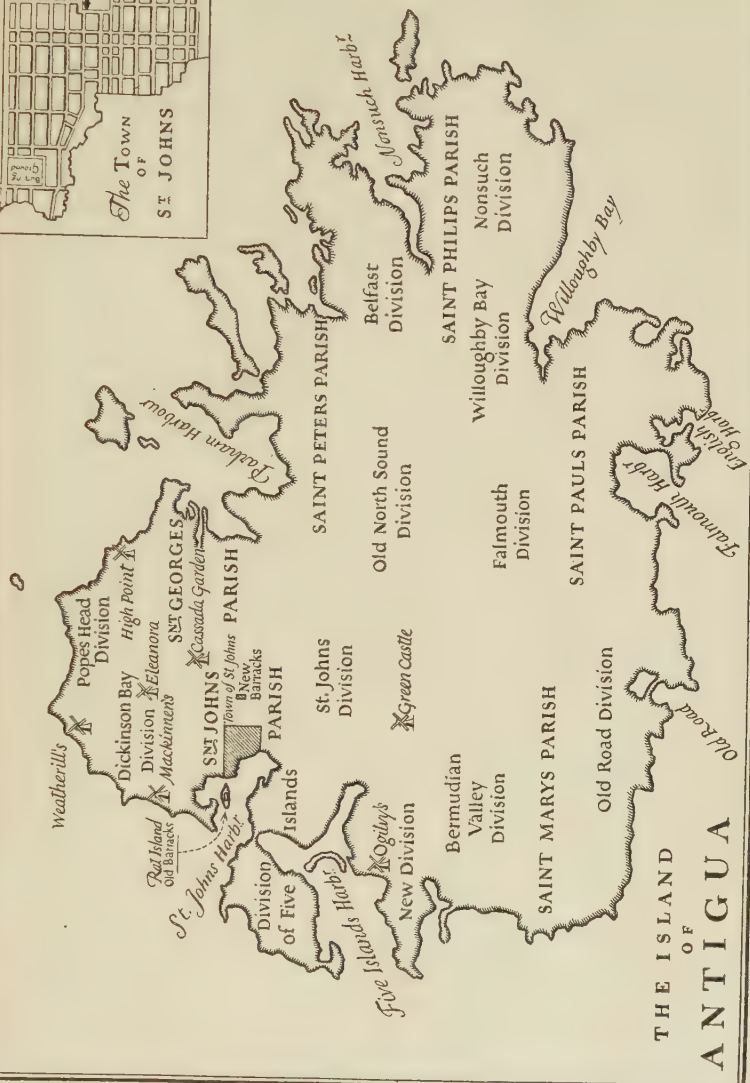 The TOWN
OF
ST JOHNS
Burying
Ground
Nonsuch Harbr.
Parham Harbour
Weatherill's
Popes Head
Division
High Point
Dickinson Bay
Division
Eleanora
Mackinnen's
SNT GEORGES
PARISH
Cassada Garden
SNT JOHNS
PARISH
Town of St Johns
New
Barracks
Rat Island
Old Barracks
St. Johns Harbr.
Division
of Five
Islands
Five Islands Harbr.
Ogilvy's
New Division
St. Johns
Division
Green Castle
SAINT PETERS PARISH
Old North Sound
Division
Belfast
Division
SAINT PHILIPS PARISH
Nonsuch
Division
Willoughby Bay
Division
Willoughby Bay
Bermudian
Valley
Division
SAINT MARYS PARISH
Old Road Division
Old Road
Falmouth
Division
SAINT PAULS PARISH
Falmouth Harbr
English
Harbr
THE ISLAND
OF
ANTIGUA